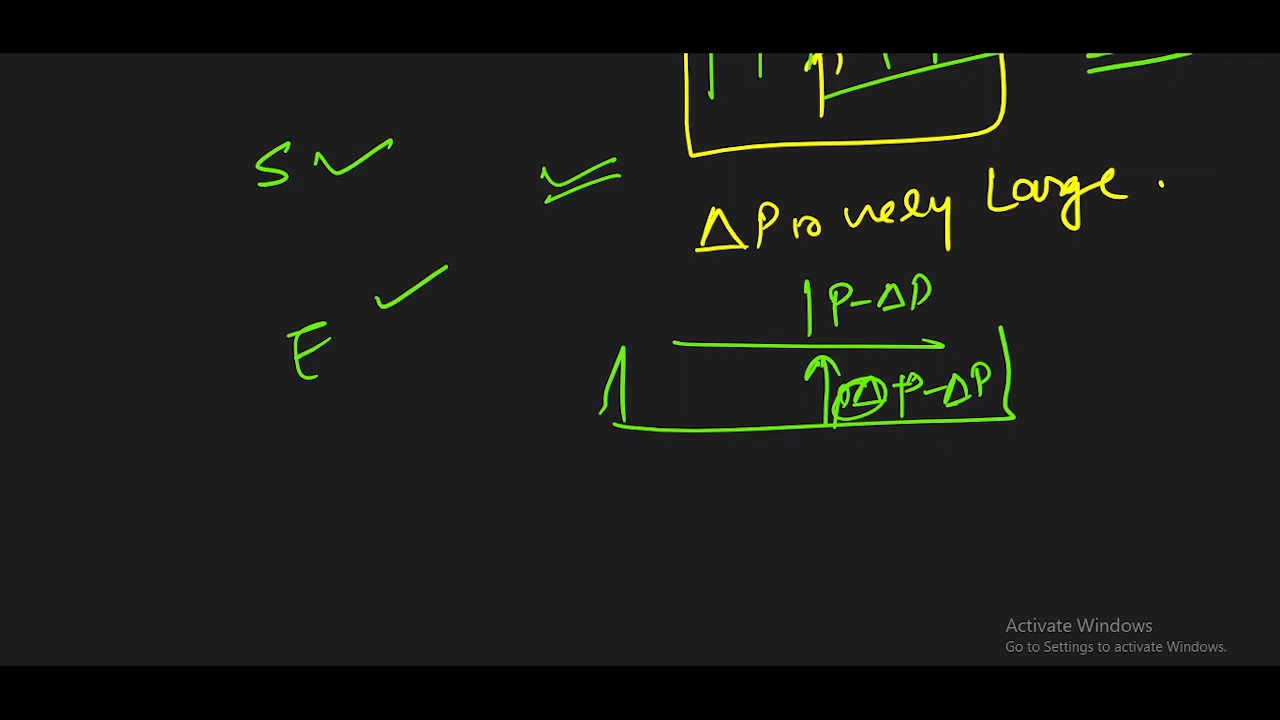 S
ΔP is very Large.
P-ΔP
E
P-ΔP
Activate Windows
Go to Settings to activate Windows.